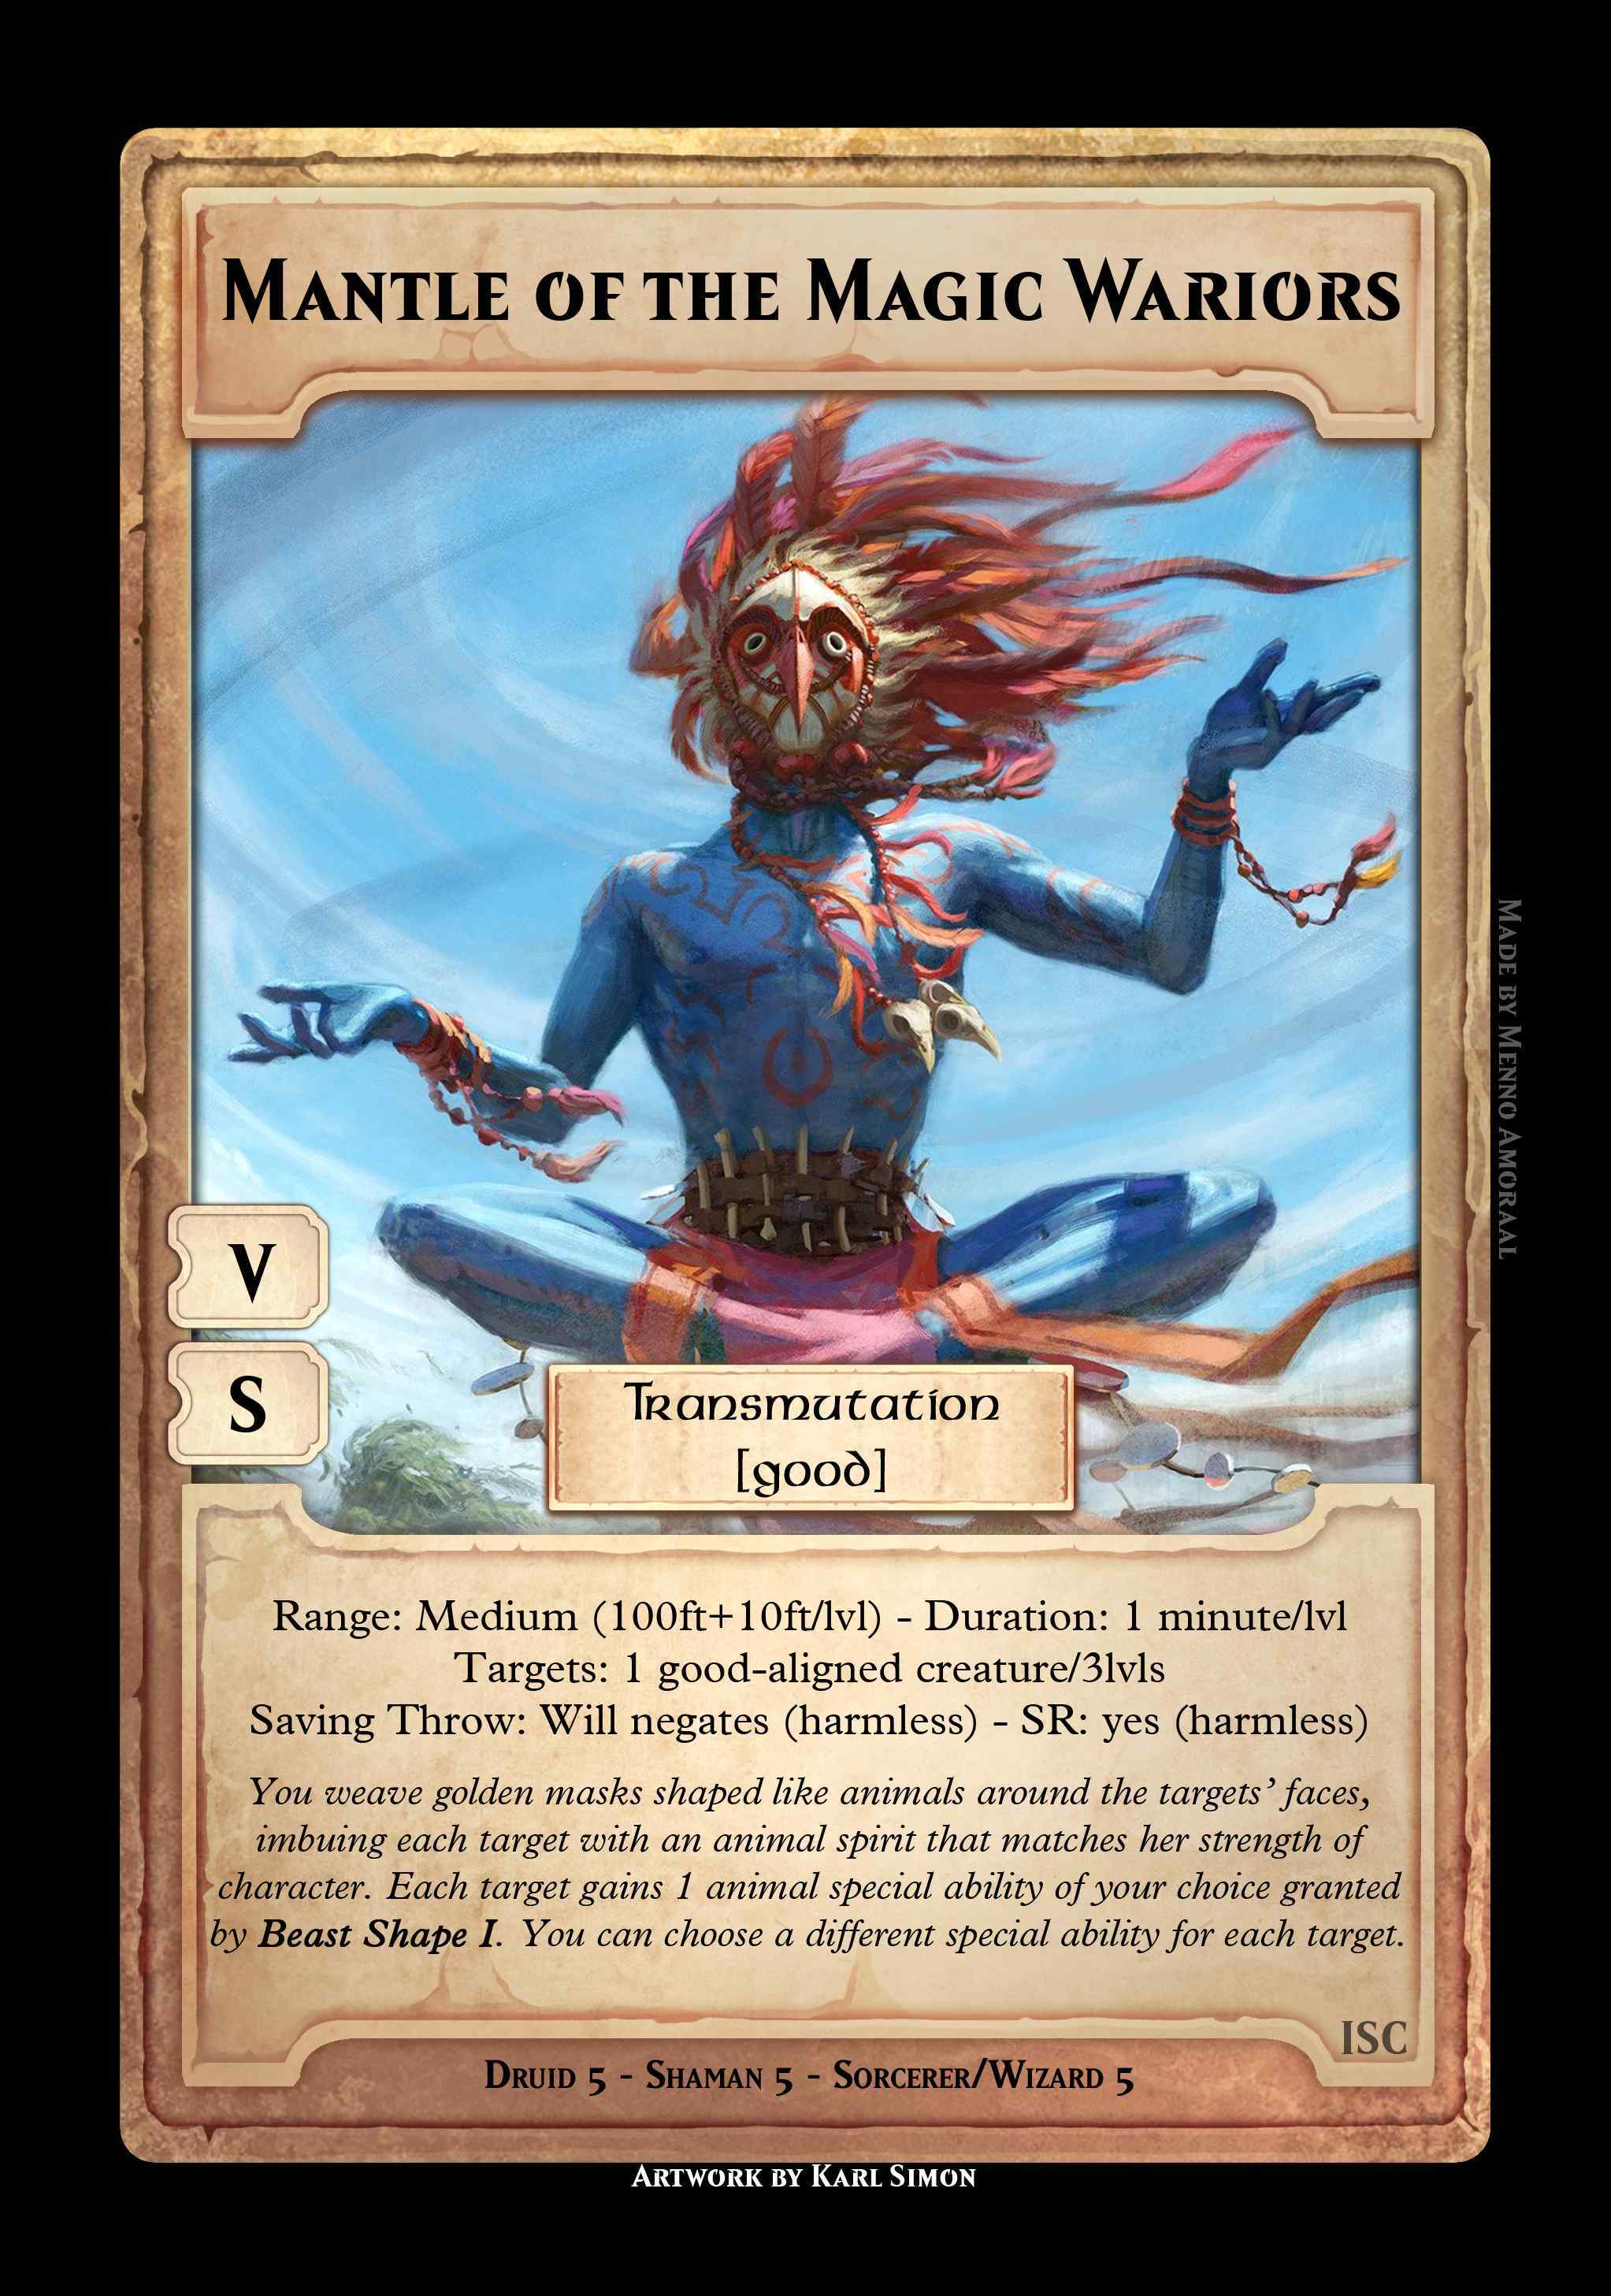 Mantle of the Magic Wariors
V
S
Transmutation
[good]
Range: Medium (100ft+10ft/lvl) - Duration: 1 minute/lvl
Targets: 1 good-aligned creature/3lvls
Saving Throw: Will negates (harmless) - SR: yes (harmless)
You weave golden masks shaped like animals around the targets’ faces,
imbuing each target with an animal spirit that matches her strength of
character. Each target gains 1 animal special ability of your choice granted
by Beast Shape I. You can choose a different special ability for each target.
ISC
Druid 5 - Shaman 5 - Sorcerer/Wizard 5
Artwork by Karl Simon
Made by Menno Amoraal